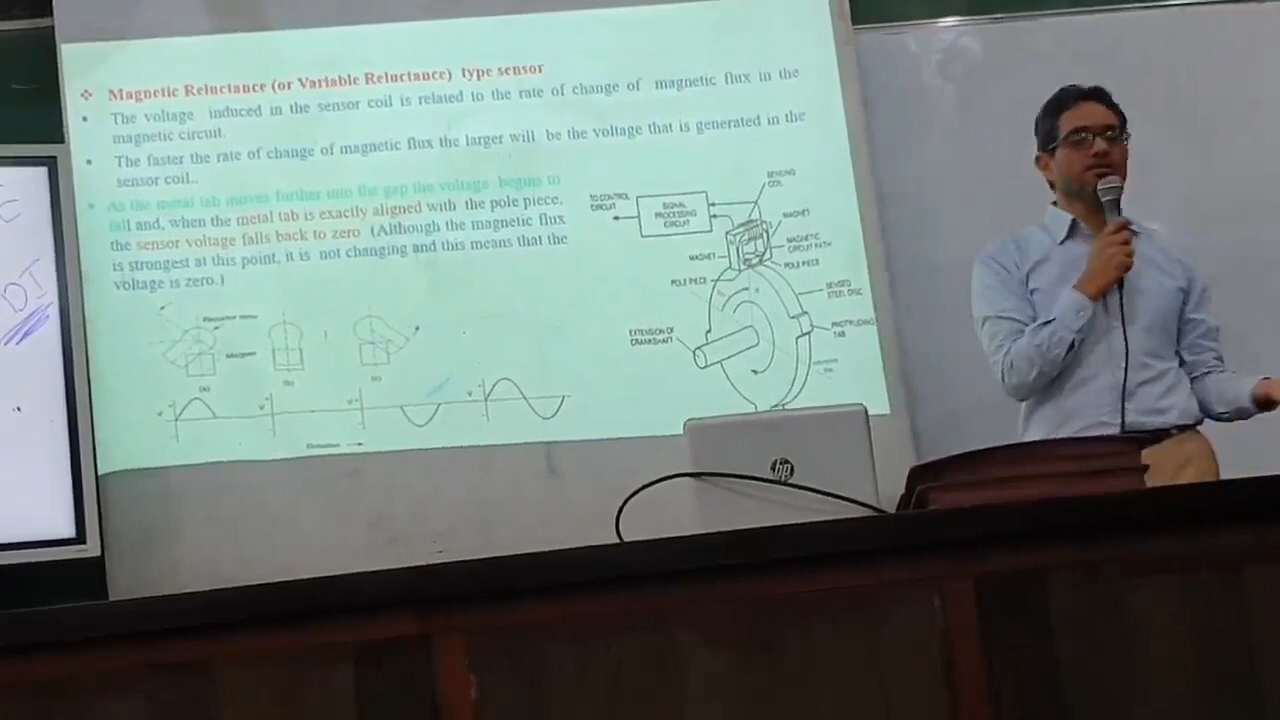 ❖ Magnetic Reluctance (or Variable Reluctance) type sensor
• The voltage induced in the sensor coil is related to the rate of change of magnetic flux in the
magnetic circuit.
• The faster the rate of change of magnetic flux the larger will be the voltage that is generated in the
sensor coil..
• As the metal tab moves further into the gap the voltage begins to
fall and, when the metal tab is exactly aligned with the pole piece,
the sensor voltage falls back to zero (Although the magnetic flux
is strongest at this point, it is not changing and this means that the
voltage is zero.)
SENSING
COIL
TO CONTROL
CIRCUIT
SIGNAL
PROCESSING
CIRCUIT
MAGNET
MAGNETIC
CIRCUIT PATH
MAGNET
POLE PIECE
POLE PIECE
SENSED
STEEL DISC
EXTENSION OF
CRANKSHAFT
PROTRUDING
TAB
Magnet
(a)
(b)
(c)
V
V
V
V
C
DI
hp